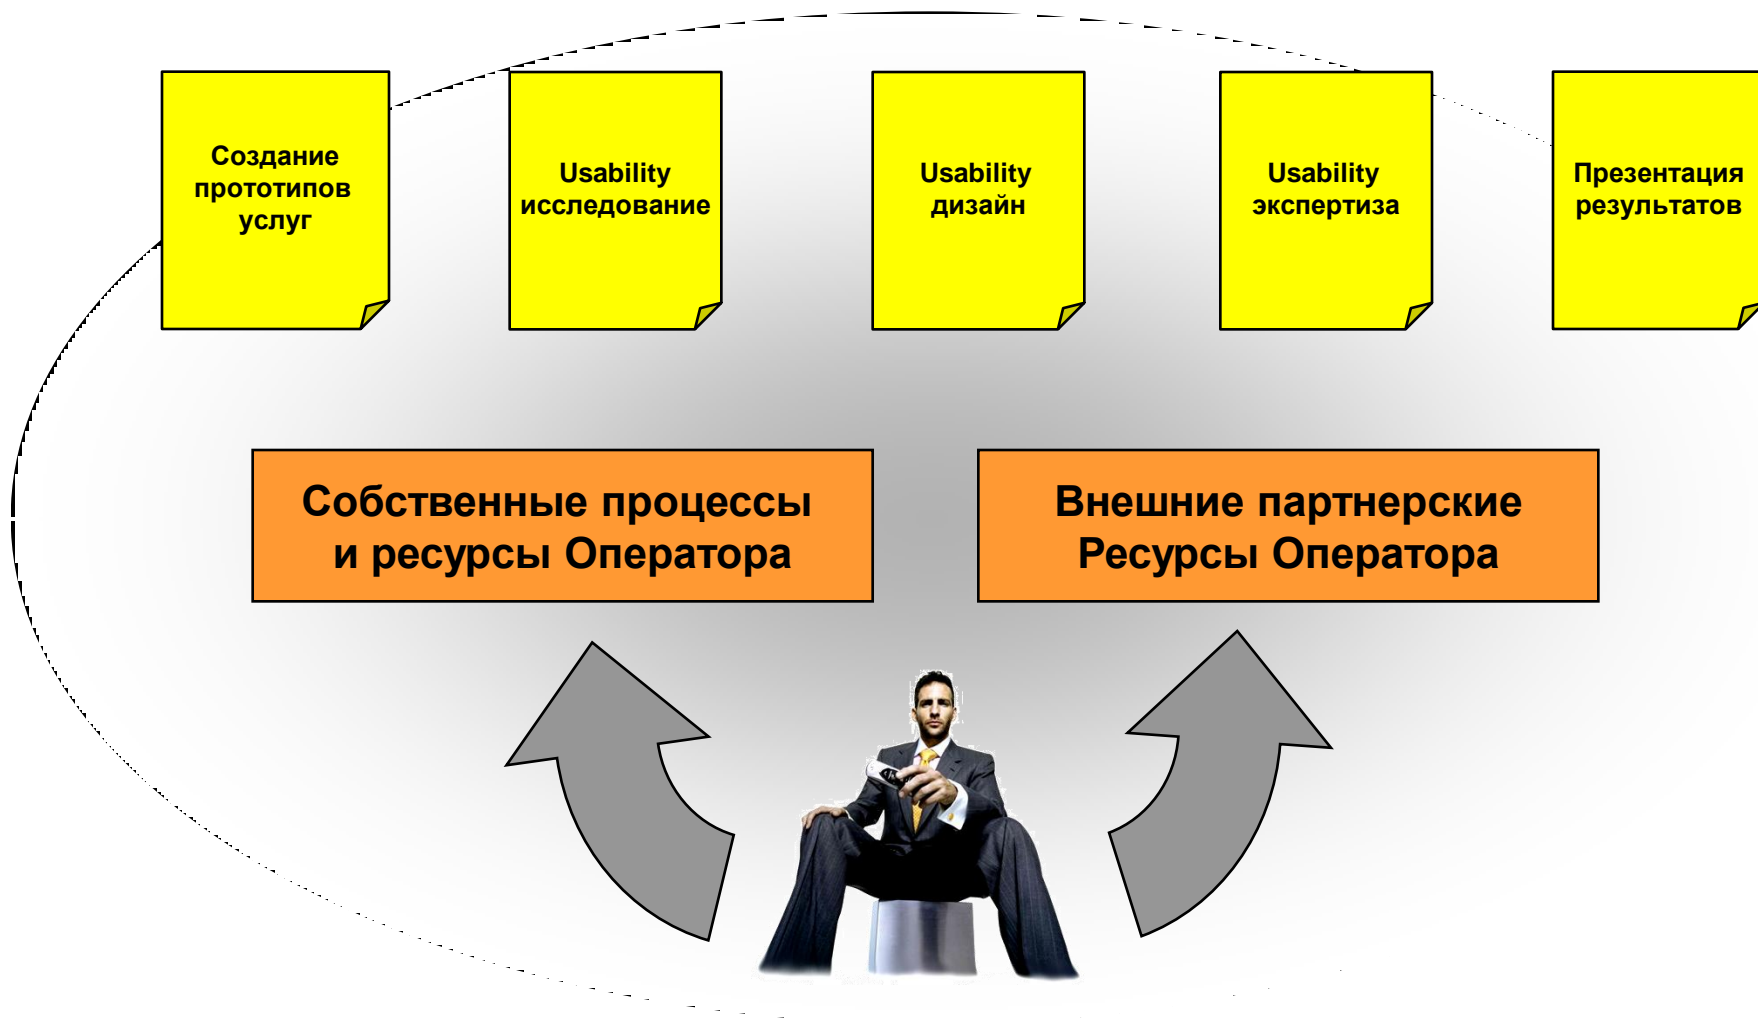 Создание
прототипов
услуг
Usability
исследование
Usability
дизайн
Usability
экспертиза
Презентация
результатов
Собственные процессы
и ресурсы Оператора
Внешние партнерские
Ресурсы Оператора